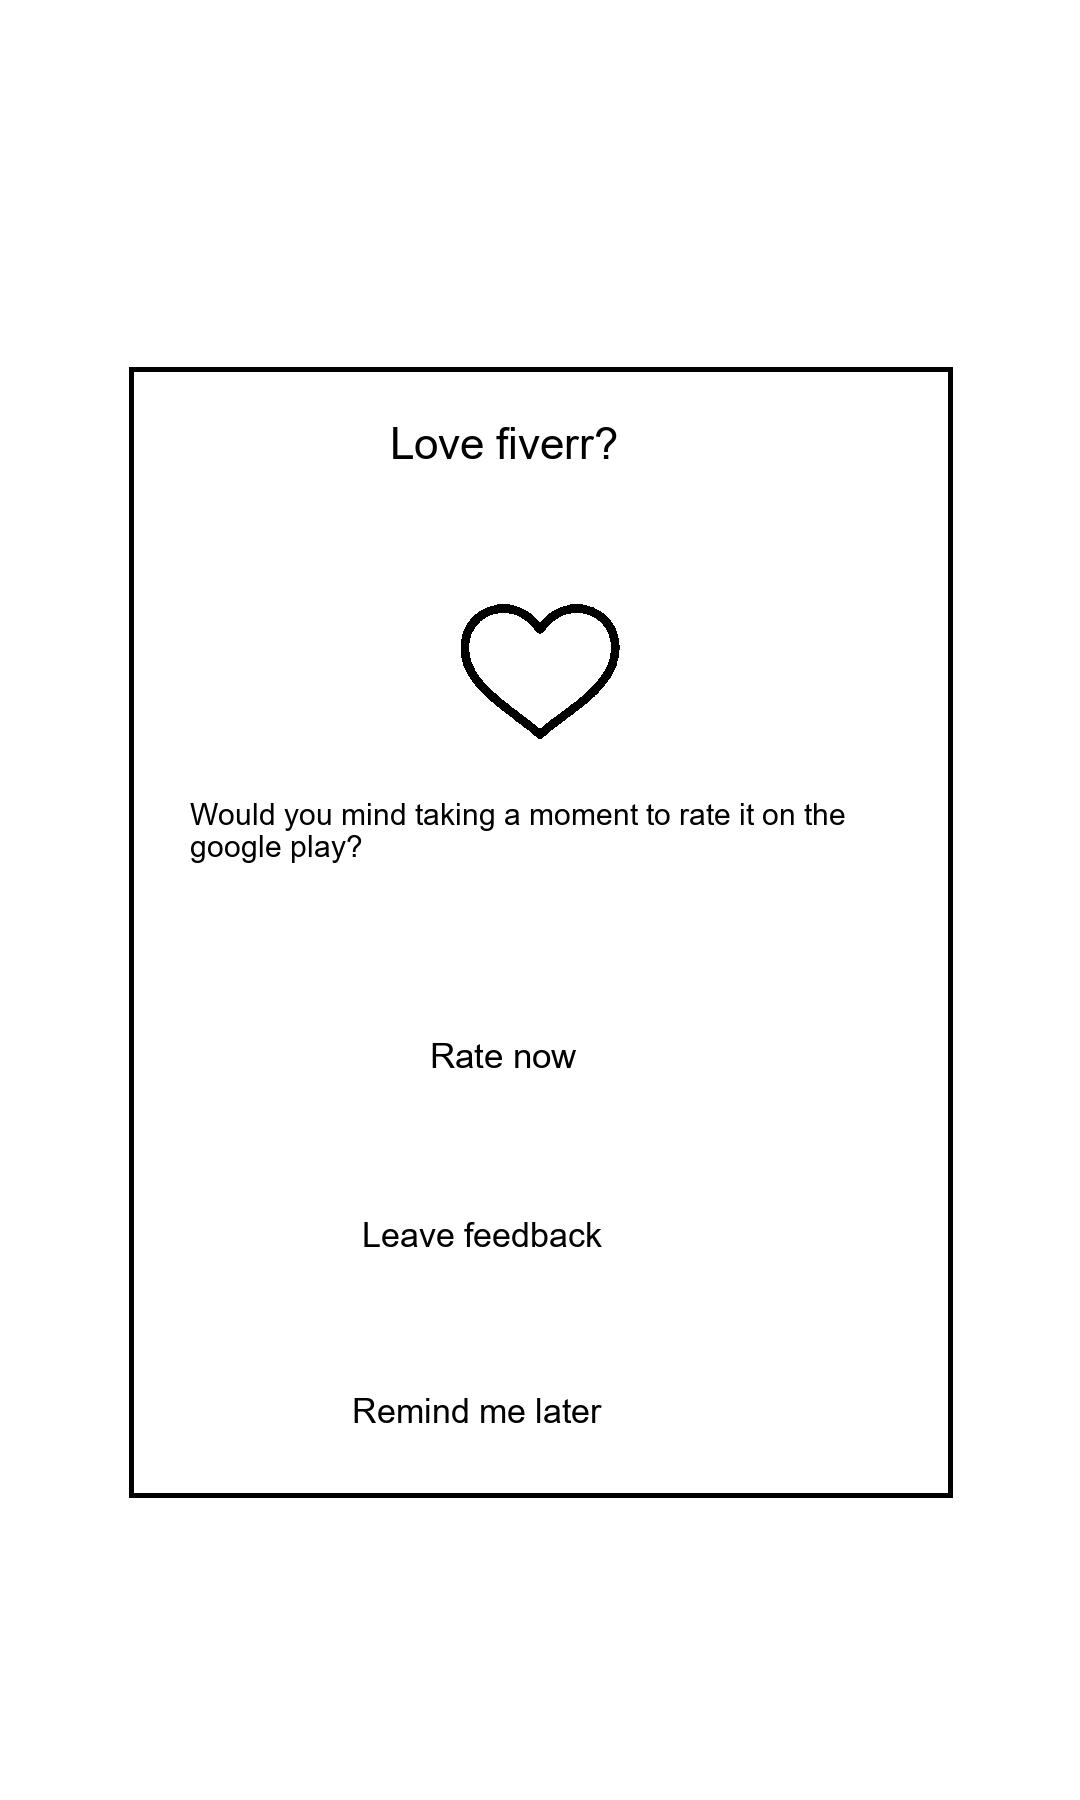 Love fiverr?
Would you mind taking a moment to rate it on the
google play?
Rate now
Leave feedback
Remind me later